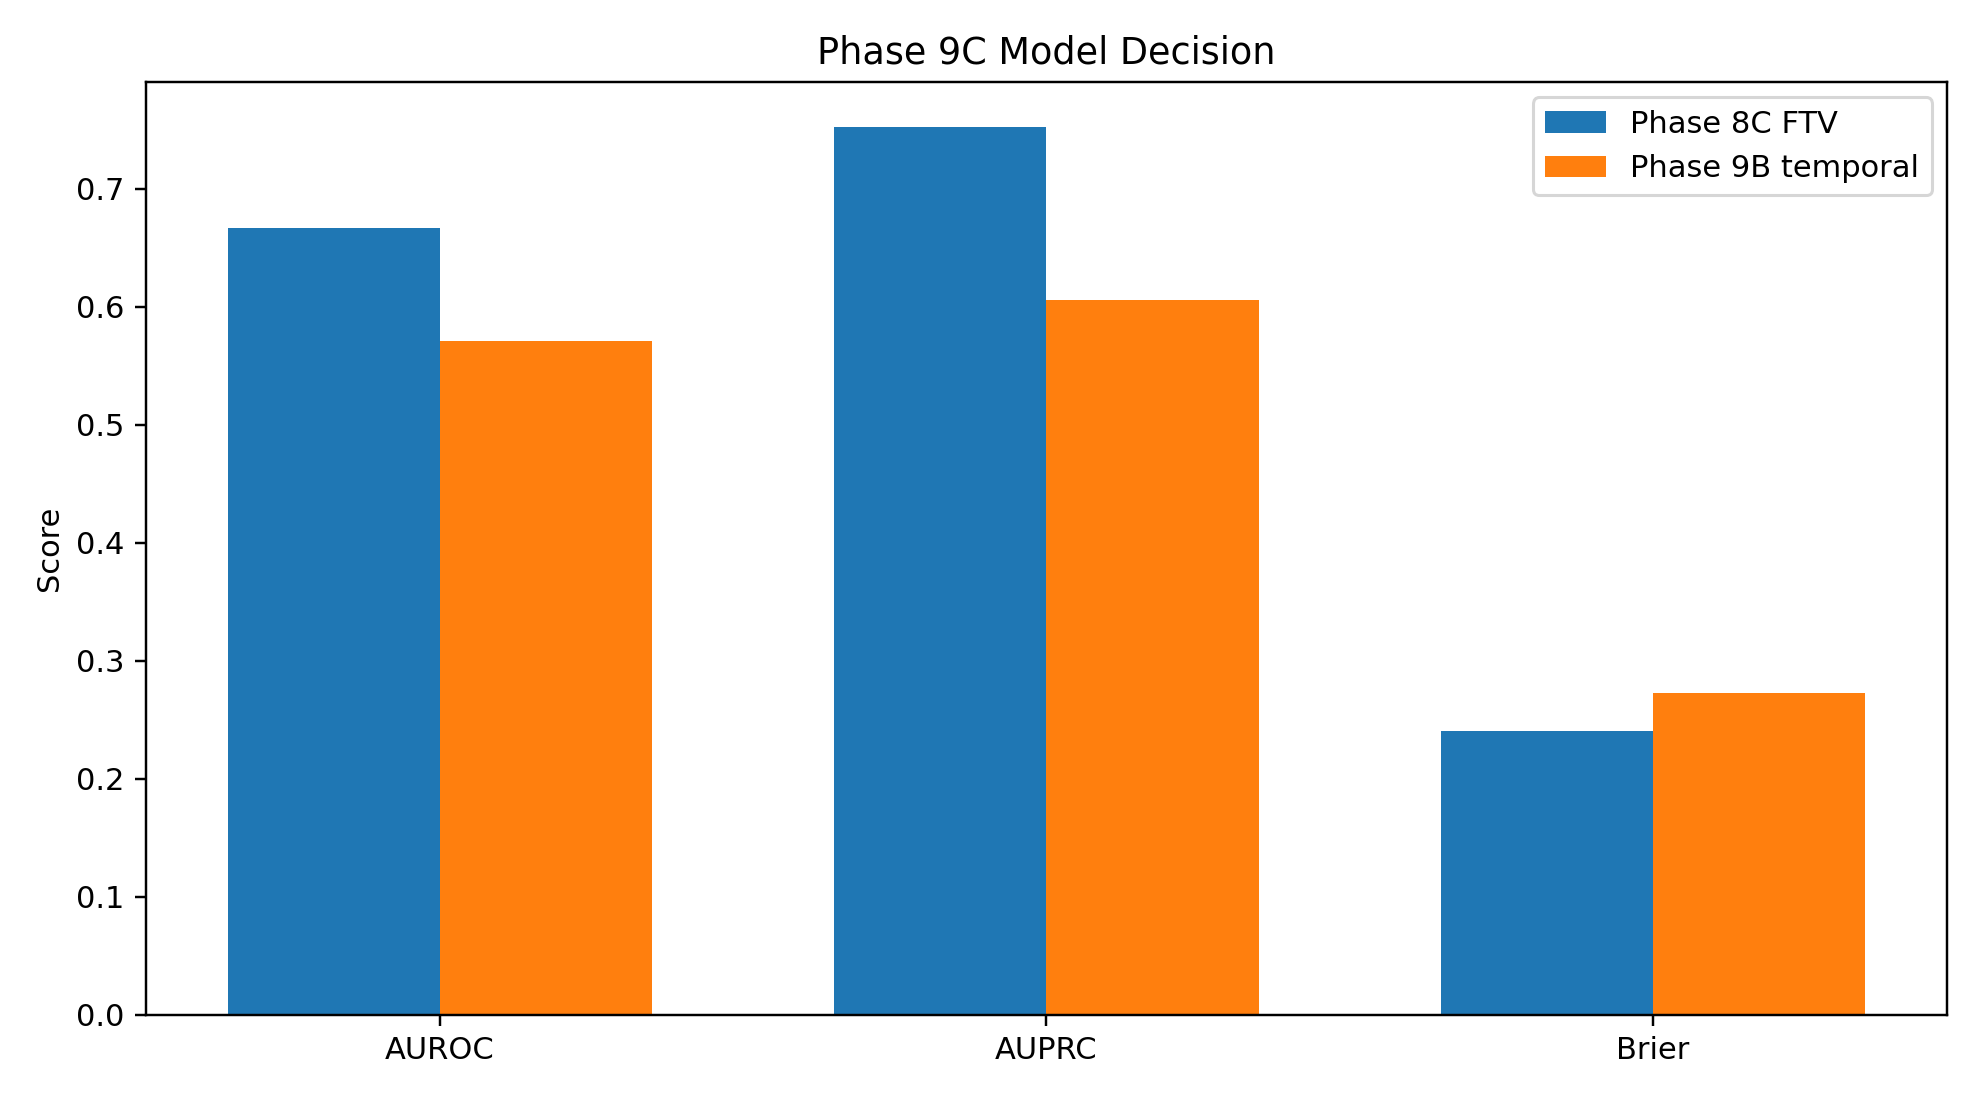 Phase 9C Model Decision
Phase 8C FTV
Phase 9B temporal
Score
0.7
0.6
0.5
0.4
0.3
0.2
0.1
0.0
AUROC
AUPRC
Brier